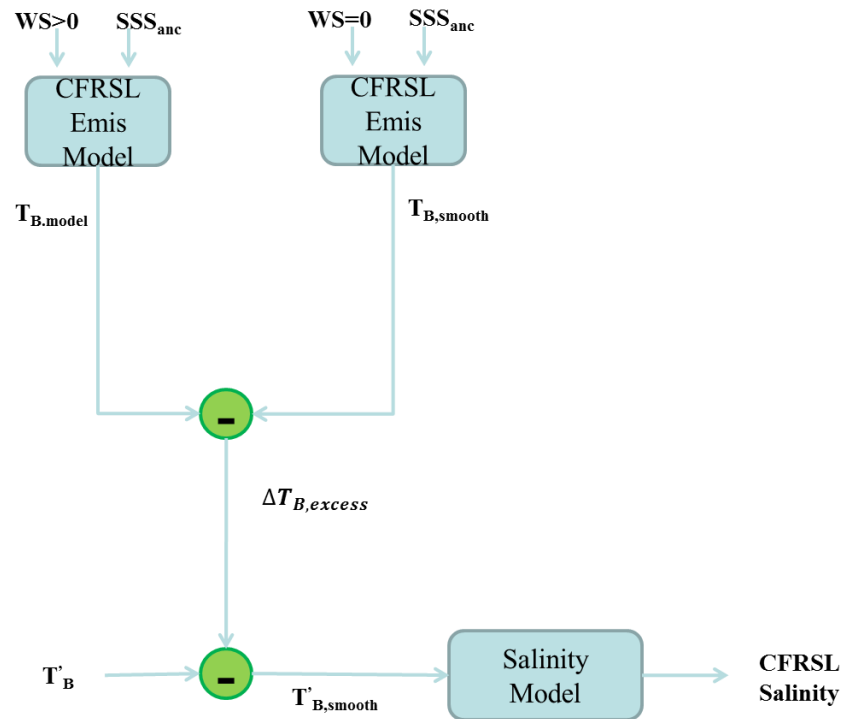 WS>0 SSSanc WS=0 SSSanc
CFRSL
Emis
Model
CFRSL
Emis
Model
TB.model
TB,smooth
-
ΔTB,excess
T'B
-
T'B,smooth
Salinity
Model
CFRSL
Salinity